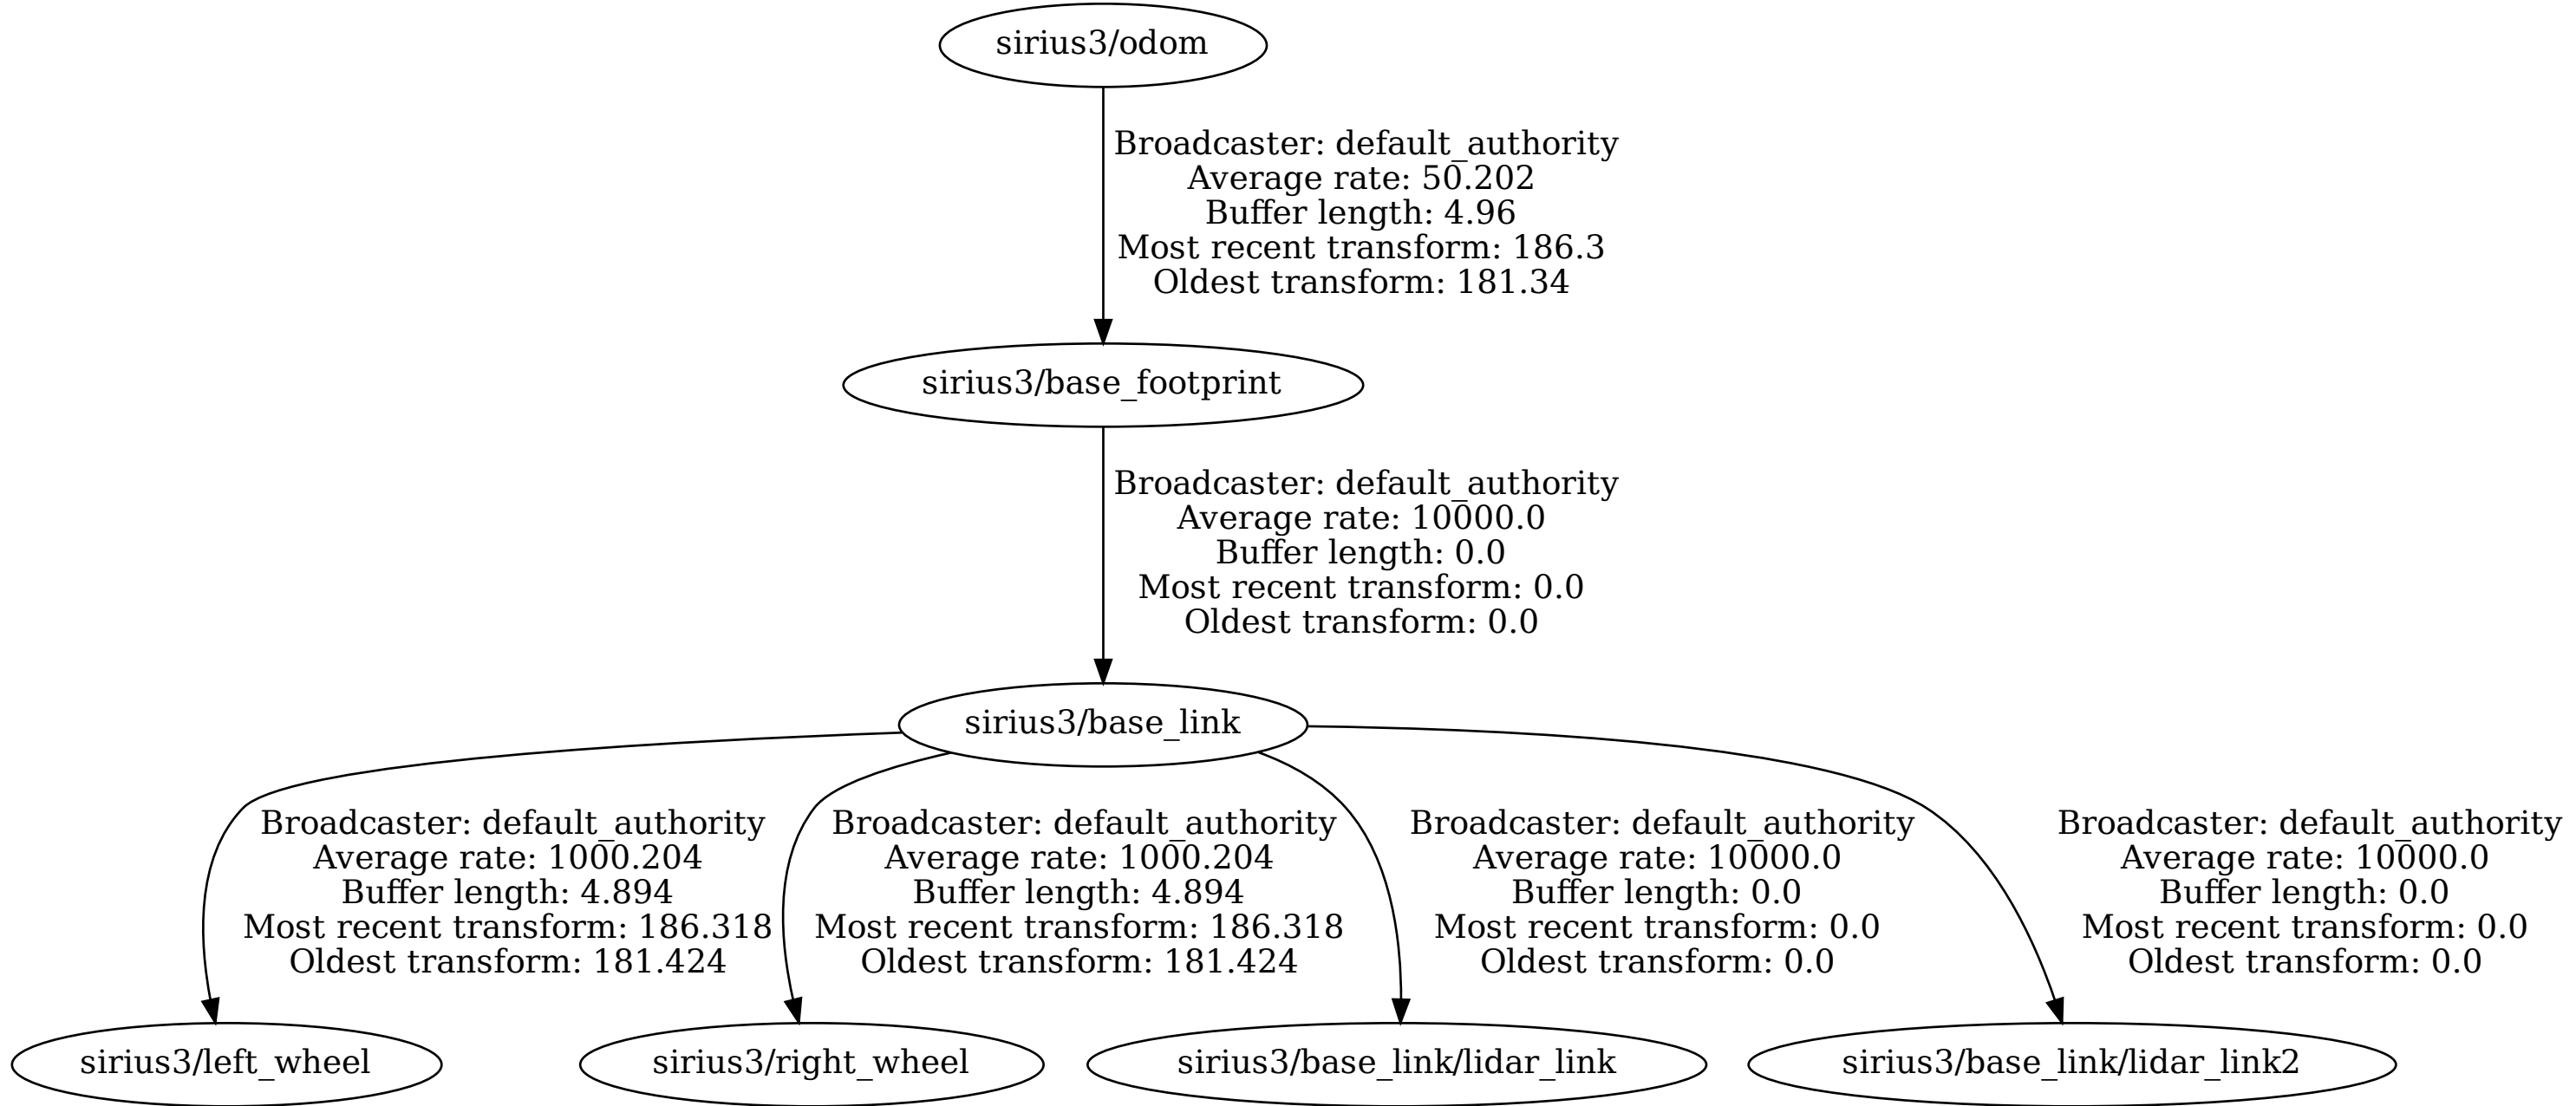 sirius3/odom
Broadcaster: default_authority
Average rate: 50.202
Buffer length: 4.96
Most recent transform: 186.3
Oldest transform: 181.34
sirius3/base_footprint
Broadcaster: default_authority
Average rate: 10000.0
Buffer length: 0.0
Most recent transform: 0.0
Oldest transform: 0.0
sirius3/base_link
Broadcaster: default_authority
Average rate: 1000.204
Buffer length: 4.894
Most recent transform: 186.318
Oldest transform: 181.424
Broadcaster: default_authority
Average rate: 1000.204
Buffer length: 4.894
Most recent transform: 186.318
Oldest transform: 181.424
Broadcaster: default_authority
Average rate: 10000.0
Buffer length: 0.0
Most recent transform: 0.0
Oldest transform: 0.0
Broadcaster: default_authority
Average rate: 10000.0
Buffer length: 0.0
Most recent transform: 0.0
Oldest transform: 0.0
sirius3/left_wheel
sirius3/right_wheel
sirius3/base_link/lidar_link
sirius3/base_link/lidar_link2